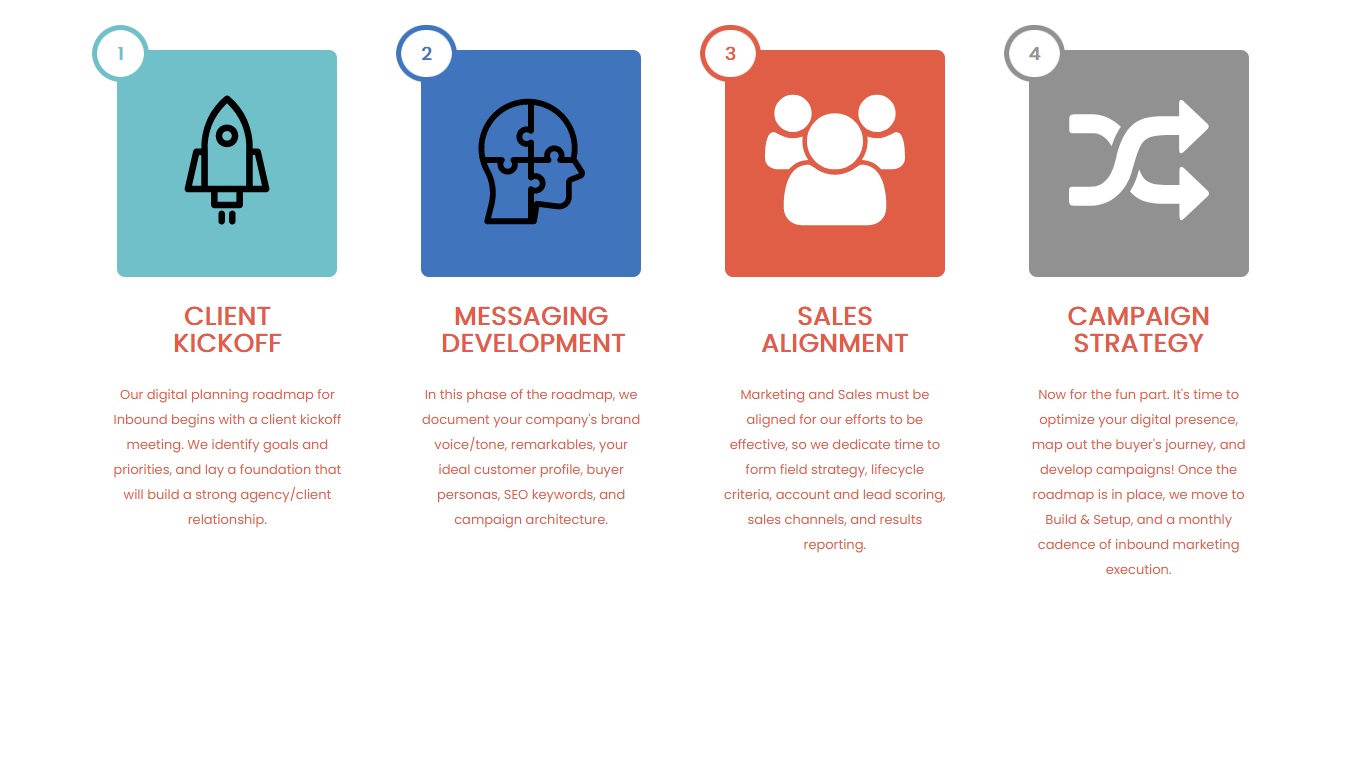 1
2
3
4
CLIENT
KICKOFF
Our digital planning roadmap for
Inbound begins with a client kickoff
meeting. We identify goals and
priorities, and lay a foundation that
will build a strong agency/client
relationship.
MESSAGING
DEVELOPMENT
In this phase of the roadmap, we
document your company's brand
voice/tone, remarkables, your
ideal customer profile, buyer
personas, SEO keywords, and
campaign architecture.
SALES
ALIGNMENT
Marketing and Sales must be
aligned for our efforts to be
effective, so we dedicate time to
form field strategy, lifecycle
criteria, account and lead scoring,
sales channels, and results
reporting.
CAMPAIGN
STRATEGY
Now for the fun part. It's time to
optimize your digital presence,
map out the buyer's journey, and
develop campaigns! Once the
roadmap is in place, we move to
Build & Setup, and a monthly
cadence of inbound marketing
execution.